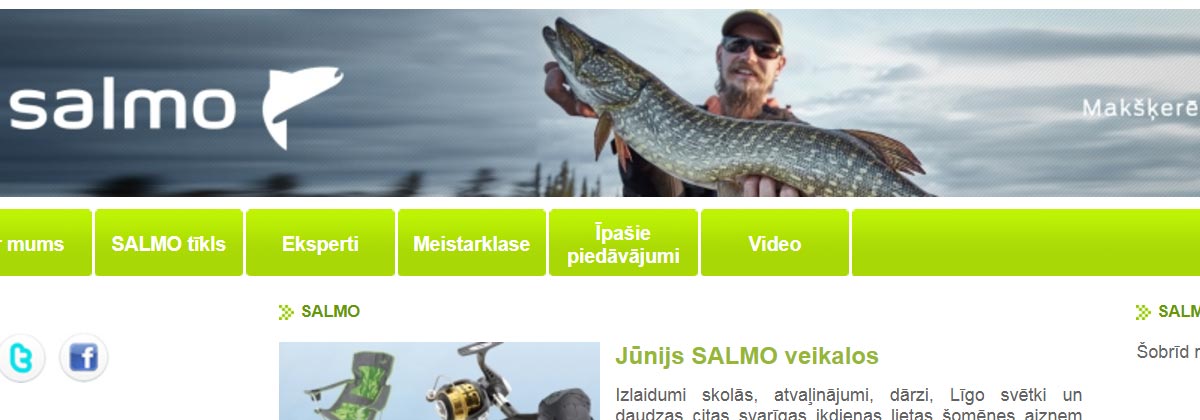 salmo
Makšķerē
mums
SALMO tīkls
Eksperti
Meistarklase
Īpašie
piedāvājumi
Video
SALMO
Jūnijs SALMO veikalos
Izlaidumi skolās, atvaļinājumi, dārzi, Līgo svētki un
daudzas citas svarīgas ikdienas lietas šomēnes aizņem
SALM
Šobrīd